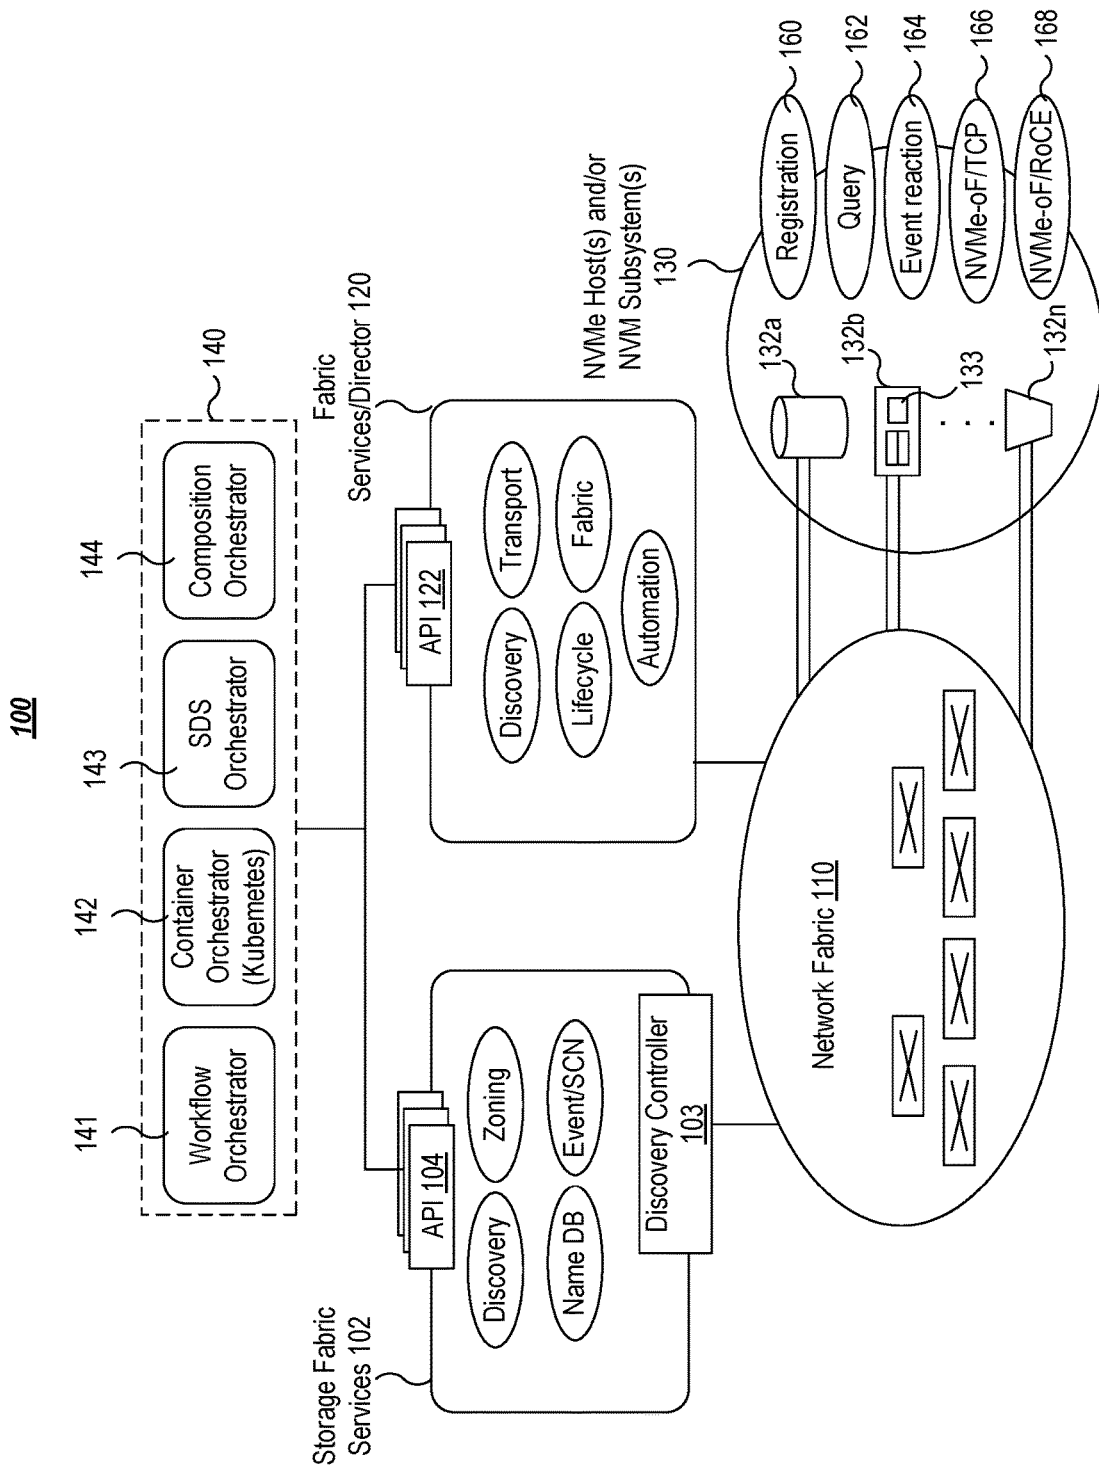 100
140
141
142
143
144
Workflow
Orchestrator
Container
Orchestrator
(Kubemetes)
SDS
Orchestrator
Composition
Orchestrator
Storage Fabric
Services 102
API 104
Discovery
Zoning
Name DB
Event/SCN
Discovery Controller
103
Fabric
Services/Director 120
API 122
Discovery
Transport
Lifecycle
Fabric
Automation
NVMe Host(s) and/or
NVM Subsystem(s)
130
Network Fabric 110
132a
132b
133
. . .
132n
Registration
160
Query
162
Event reaction
164
NVMe-oF/TCP
166
NVMe-oF/RoCE
168